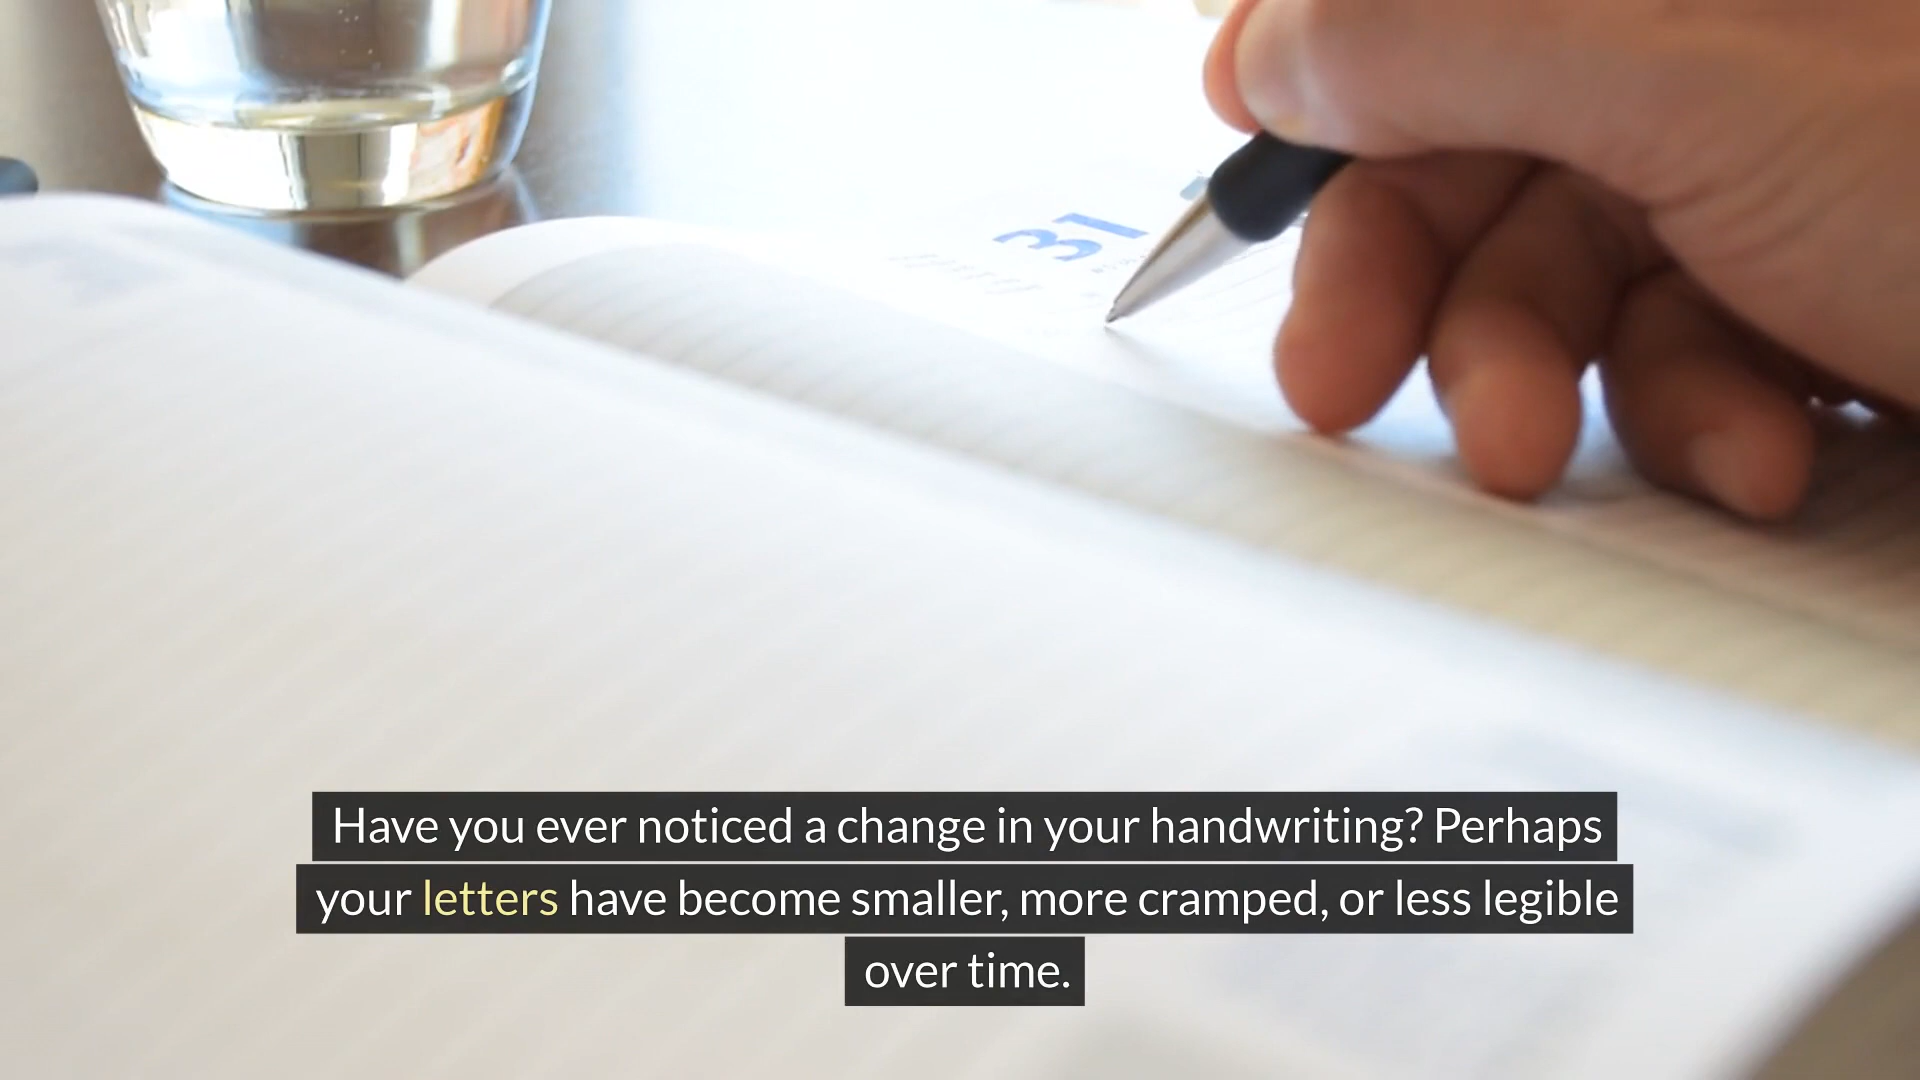 31
Have you ever noticed a change in your handwriting? Perhaps
your letters have become smaller, more cramped, or less legible
over time.